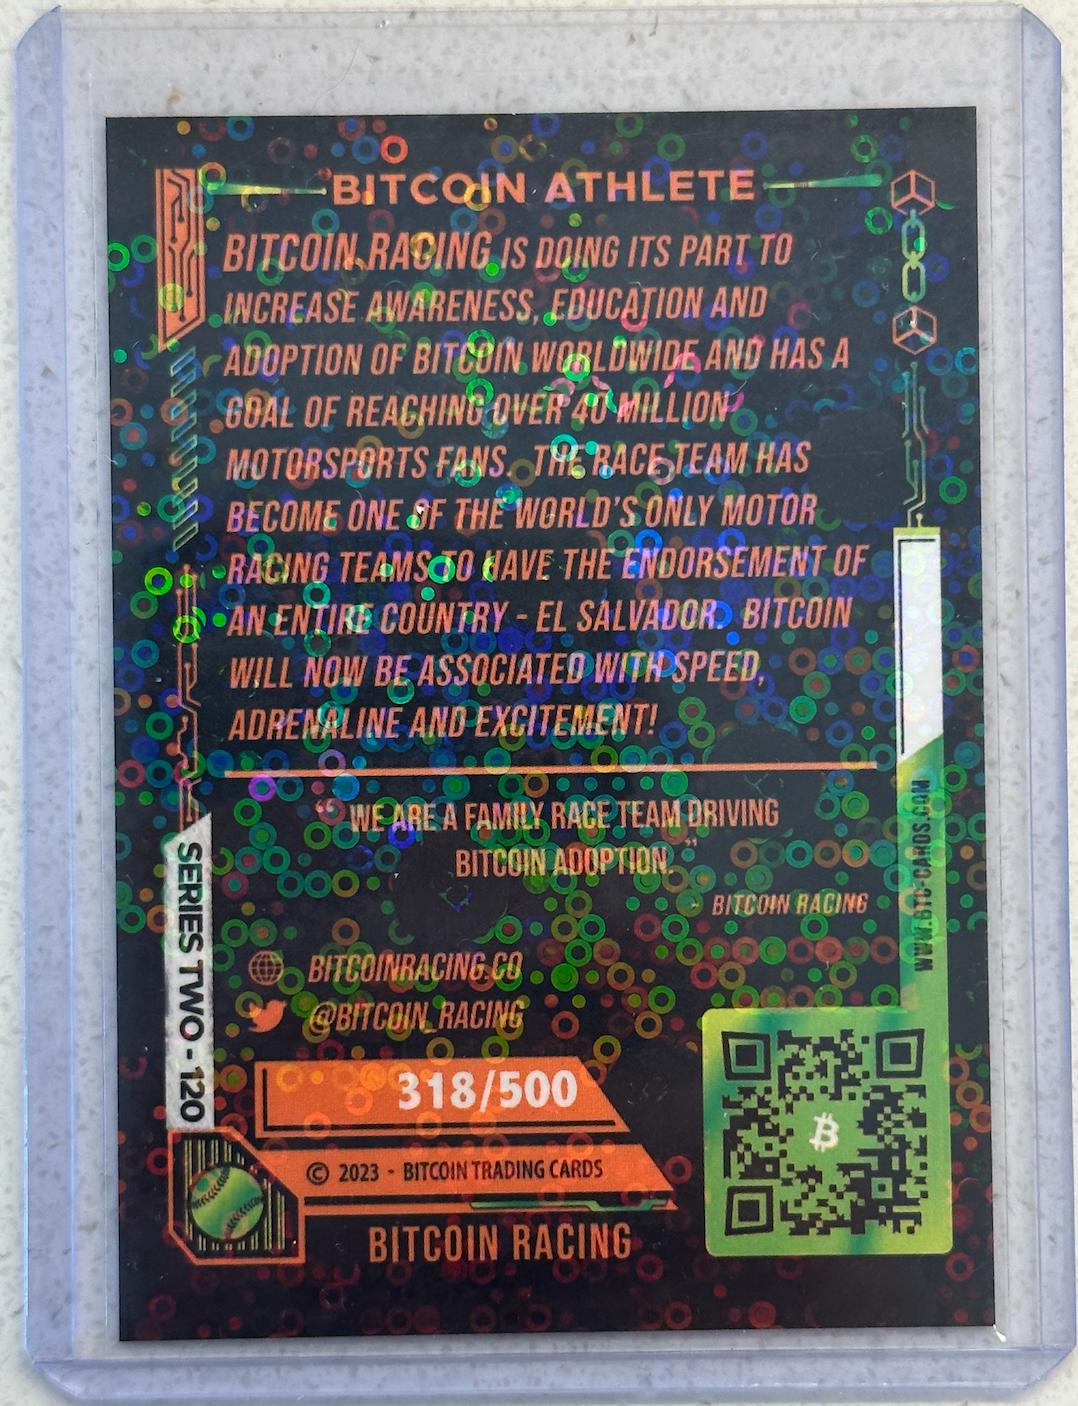 BITCOIN ATHLETE
BITCOIN RACING IS DOING ITS PART TO
INCREASE AWARENESS, EDUCATION AND
ADOPTION OF BITCOIN WORLDWIDE AND HAS A
GOAL OF REACHING OVER 40 MILLION
MOTORSPORTS FANS. THE RACE TEAM HAS
BECOME ONE OF THE WORLD'S ONLY MOTOR
RACING TEAMS TO HAVE THE ENDORSEMENT OF
AN ENTIRE COUNTRY - EL SALVADOR. BITCOIN
WILL NOW BE ASSOCIATED WITH SPEED,
ADRENALINE AND EXCITEMENT!
“ WE ARE A FAMILY RACE TEAM DRIVING
BITCOIN ADOPTION. ”
- BITCOIN RACING
WWW.BTC-CARDS.COM
BITCOINRACING.CO
@BITCOIN_RACING
SERIES TWO - 120
318/500
© 2023 - BITCOIN TRADING CARDS
BITCOIN RACING